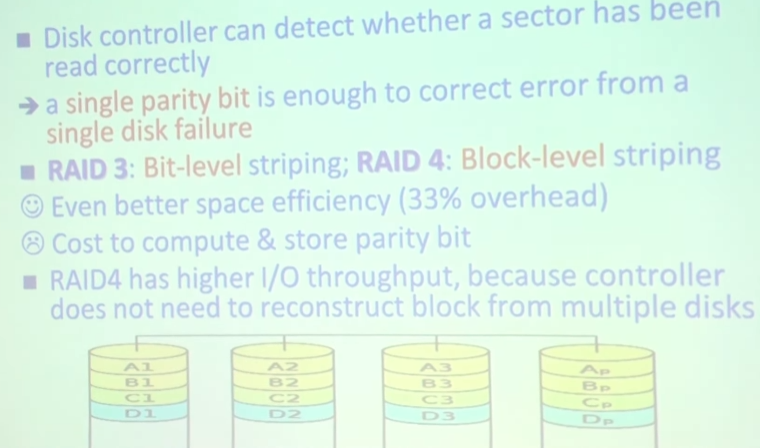 ■ Disk controller can detect whether a sector has been
read correctly
➔ a single parity bit is enough to correct error from a
single disk failure
■ RAID 3: Bit-level striping; RAID 4: Block-level striping
☺ Even better space efficiency (33% overhead)
☹ Cost to compute & store parity bit
■ RAID4 has higher I/O throughput, because controller
does not need to reconstruct block from multiple disks
A1 A2 A3 Ap
B1 B2 B3 Bp
C1 C2 C3 Cp
D1 D2 D3 Dp